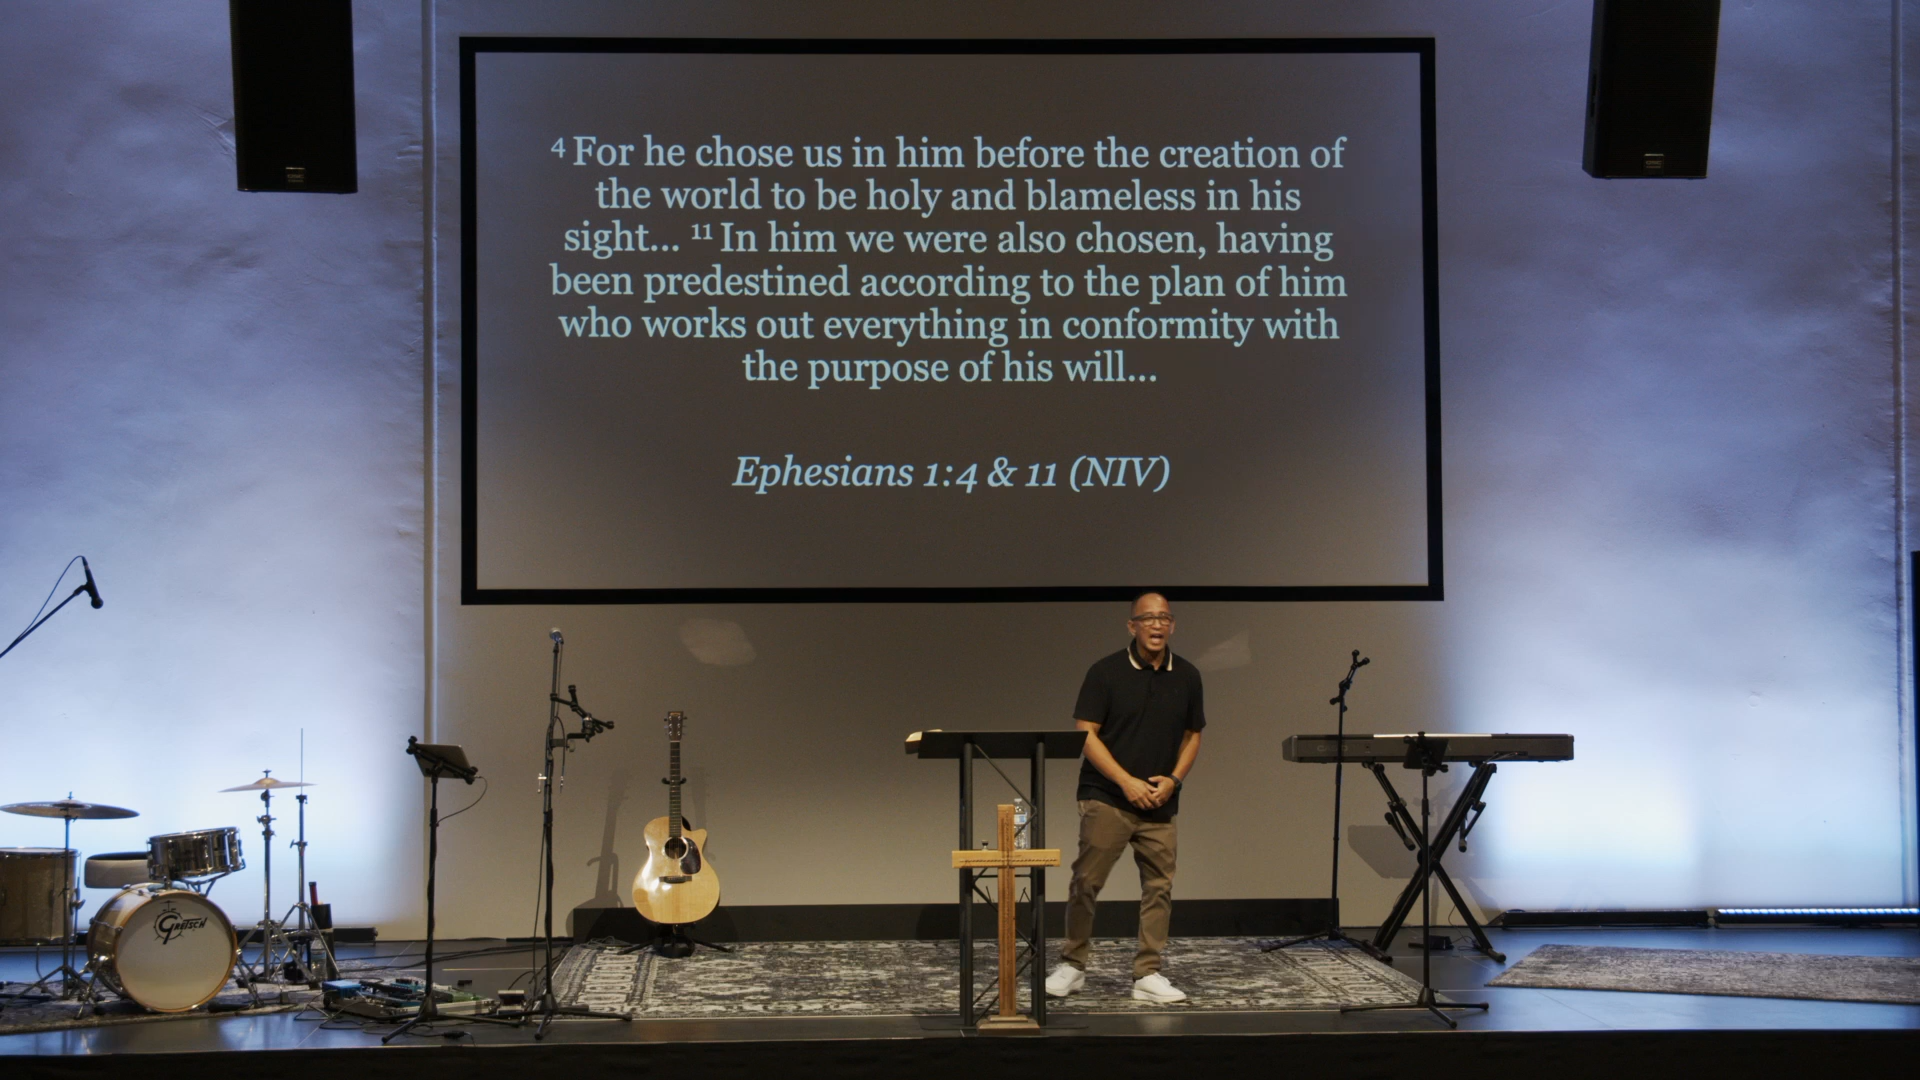 ⁴ For he chose us in him before the creation of
the world to be holy and blameless in his
sight... ¹¹ In him we were also chosen, having
been predestined according to the plan of him
who works out everything in conformity with
the purpose of his will...
Ephesians 1:4 & 11 (NIV)
GRETSCH
CASIO